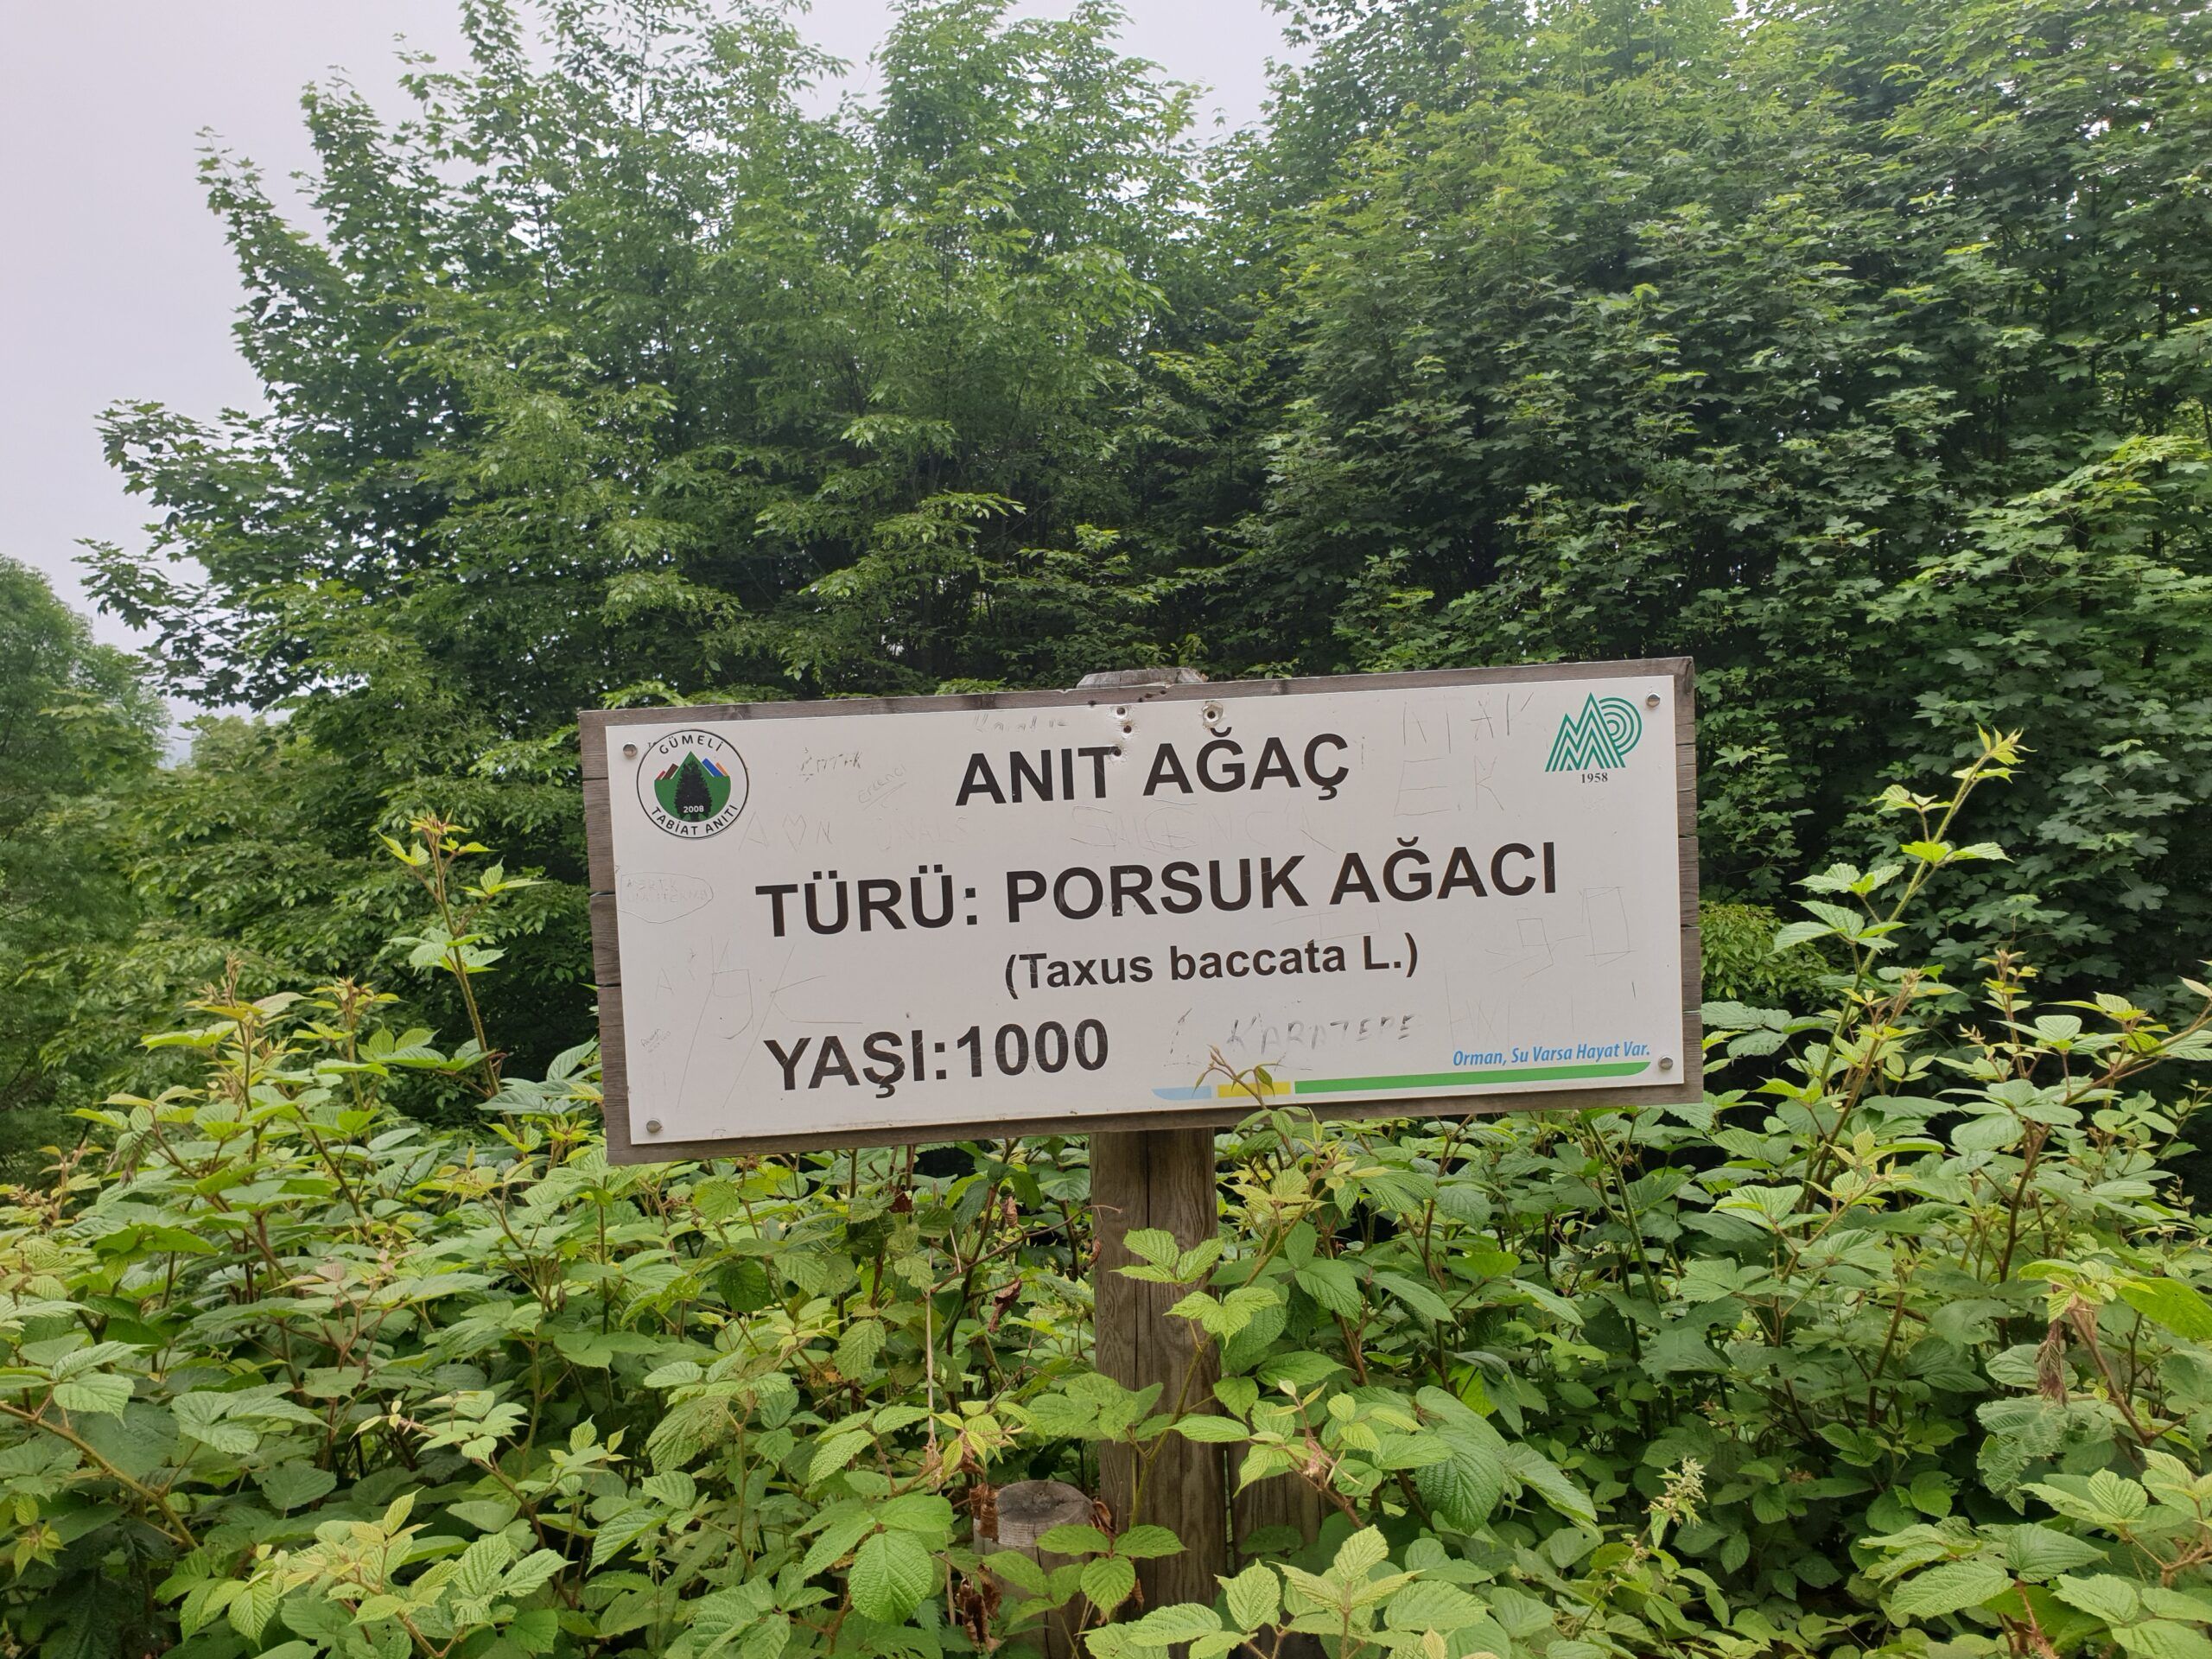 GÜMELİ
2008
TABİAT ANITI
1958
ANIT AĞAÇ
TÜRÜ: PORSUK AĞACI
(Taxus baccata L.)
YAŞI:1000
KARATEPE
Orman, Su Varsa Hayat Var.